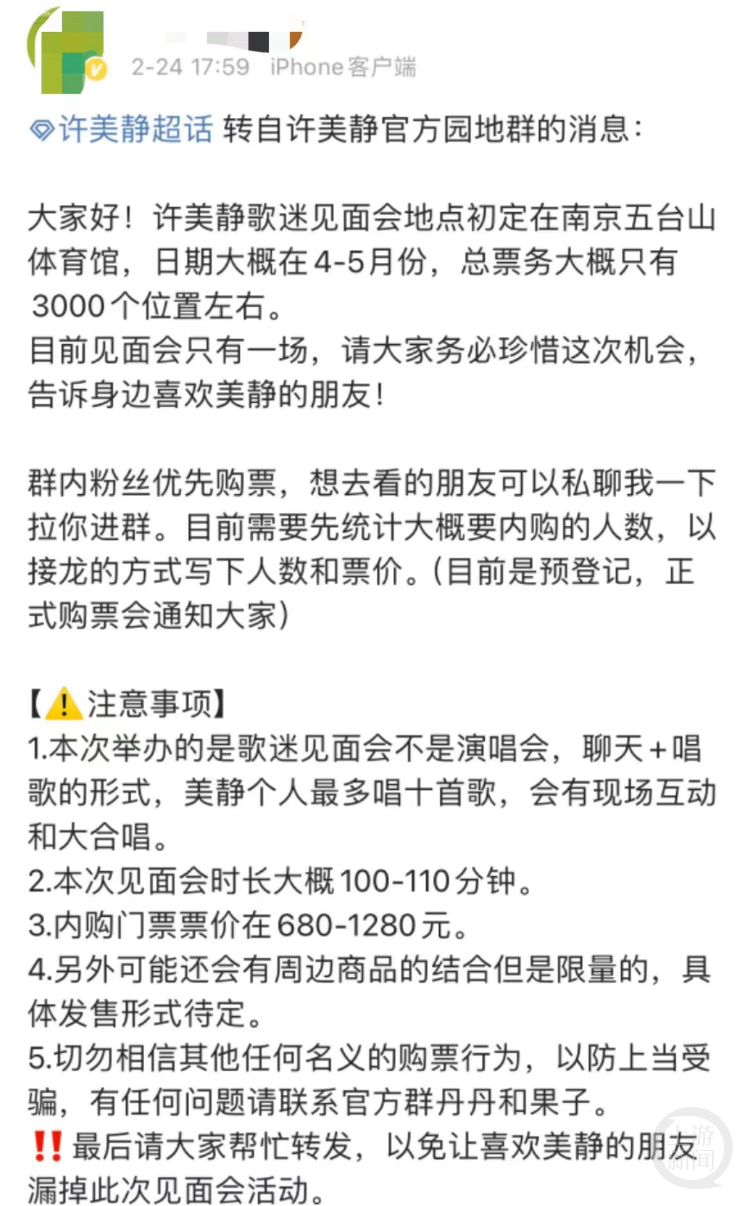 2-24 17:59 iPhone客户端
许美静超话 转自许美静官方园地群的消息：
大家好！许美静歌迷见面会地点初定在南京五台山
体育馆，日期大概在4-5月份，总票务大概只有
3000个位置左右。
目前见面会只有一场，请大家务必珍惜这次机会，
告诉身边喜欢美静的朋友！
群内粉丝优先购票，想去看的朋友可以私聊我一下
拉你进群。目前需要先统计大概要内购的人数，以
接龙的方式写下人数和票价。（目前是预登记，正
式购票会通知大家）
【⚠️注意事项】
1.本次举办的是歌迷见面会不是演唱会，聊天+唱
歌的形式，美静个人最多唱十首歌，会有现场互动
和大合唱。
2.本次见面会时长大概100-110分钟。
3.内购门票票价在680-1280元。
4.另外可能还会有周边商品的结合但是限量的，具
体发售形式待定。
5.切勿相信其他任何名义的购票行为，以防上当受
骗，有任何问题请联系官方群丹丹和果子。
‼️最后请大家帮忙转发，以免让喜欢美静的朋友
漏掉此次见面会活动。
上游新闻